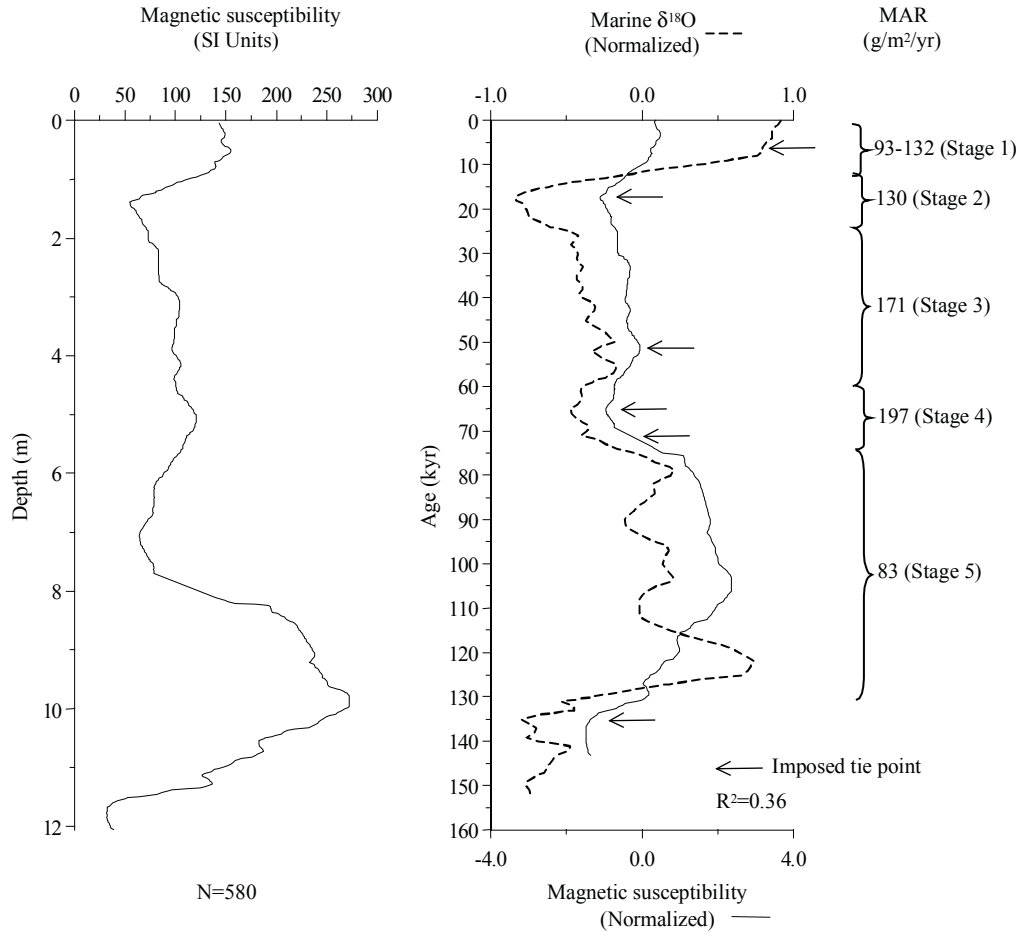 Magnetic susceptibility
(SI Units)
0 50 100 150 200 250 300
0
2
4
6
8
10
12
Depth (m)
N=580
Marine δ¹⁸O
(Normalized)
-1.0 0.0 1.0
0
10
20
30
40
50
60
70
80
90
100
110
120
130
140
150
160
Age (kyr)
Imposed tie point
R²=0.36
-4.0 0.0 4.0
Magnetic susceptibility
(Normalized)
MAR
(g/m²/yr)
93-132 (Stage 1)
130 (Stage 2)
171 (Stage 3)
197 (Stage 4)
83 (Stage 5)